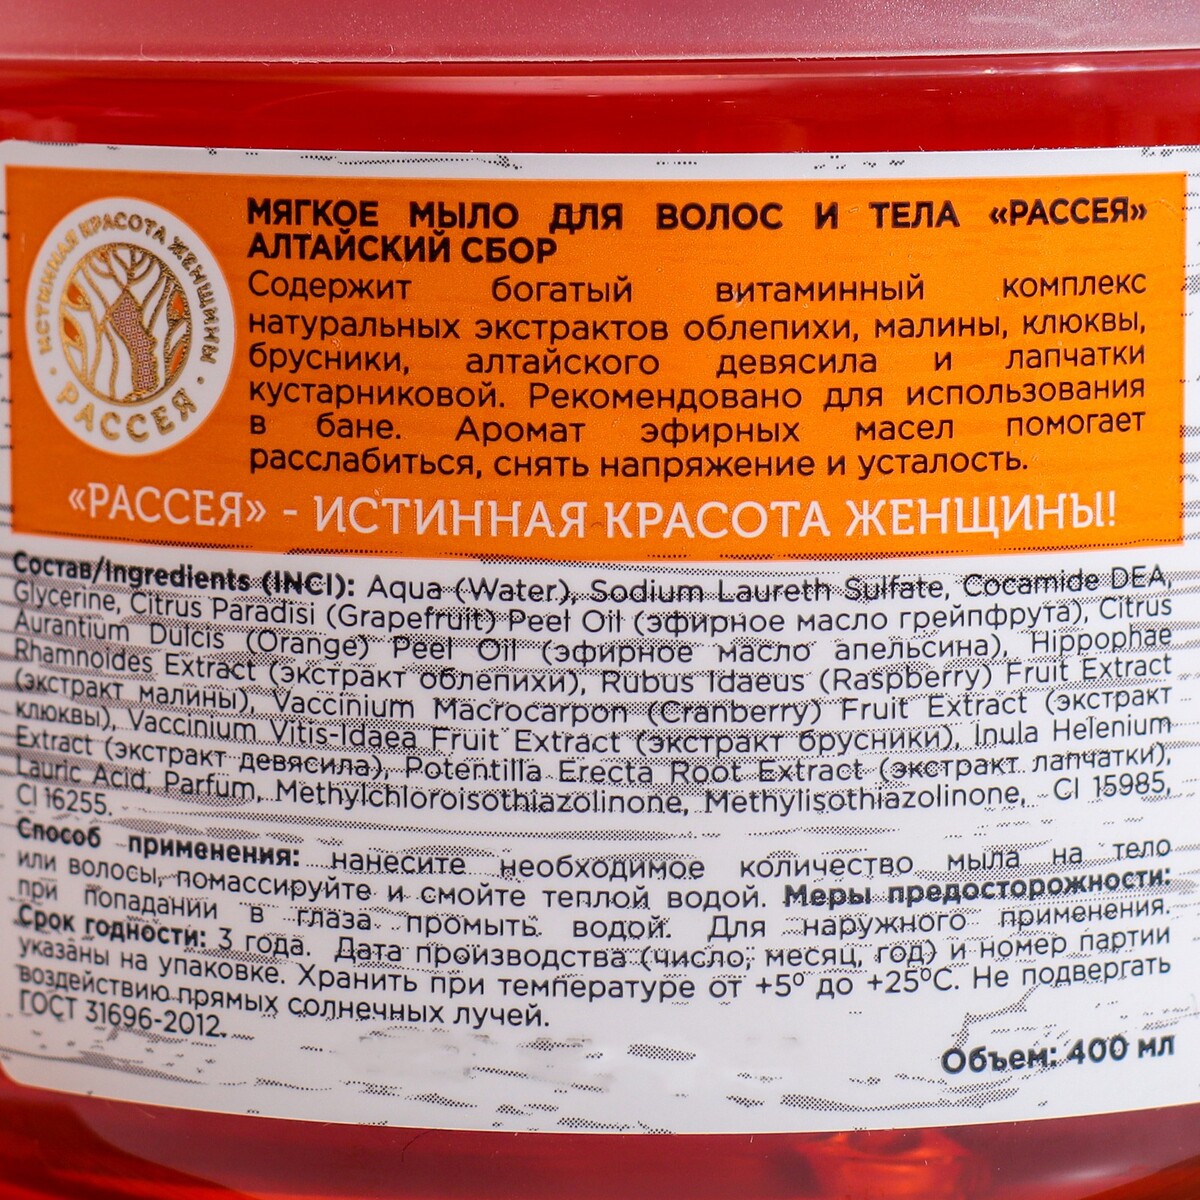 ИСТИННАЯ КРАСОТА ЖЕНЩИНЫ
· РАССЕЯ ·
МЯГКОЕ МЫЛО ДЛЯ ВОЛОС И ТЕЛА «РАССЕЯ»
АЛТАЙСКИЙ СБОР
Содержит богатый витаминный комплекс
натуральных экстрактов облепихи, малины, клюквы,
брусники, алтайского девясила и лапчатки
кустарниковой. Рекомендовано для использования
в бане. Аромат эфирных масел помогает
расслабиться, снять напряжение и усталость.
«РАССЕЯ» - ИСТИННАЯ КРАСОТА ЖЕНЩИНЫ!
Состав/Ingredients (INCI): Aqua (Water), Sodium Laureth Sulfate, Cocamide DEA,
Glycerine, Citrus Paradisi (Grapefruit) Peel Oil (эфирное масло грейпфрута), Citrus
Aurantium Dulcis (Orange) Peel Oil (эфирное масло апельсина), Hippophae
Rhamnoides Extract (экстракт облепихи), Rubus Idaeus (Raspberry) Fruit Extract
(экстракт малины), Vaccinium Macrocarpon (Cranberry) Fruit Extract (экстракт
клюквы), Vaccinium Vitis-Idaea Fruit Extract (экстракт брусники), Inula Helenium
Extract (экстракт девясила), Potentilla Erecta Root Extract (экстракт лапчатки),
Lauric Acid, Parfum, Methylchloroisothiazolinone, Methylisothiazolinone, CI 15985,
CI 16255.
Способ применения: нанесите необходимое количество мыла на тело
или волосы, помассируйте и смойте теплой водой. Меры предосторожности:
при попадании в глаза промыть водой. Для наружного применения.
Срок годности: 3 года. Дата производства (число, месяц, год) и номер партии
указаны на упаковке. Хранить при температуре от +5° до +25°С. Не подвергать
воздействию прямых солнечных лучей.
ГОСТ 31696-2012.
Объем: 400 мл